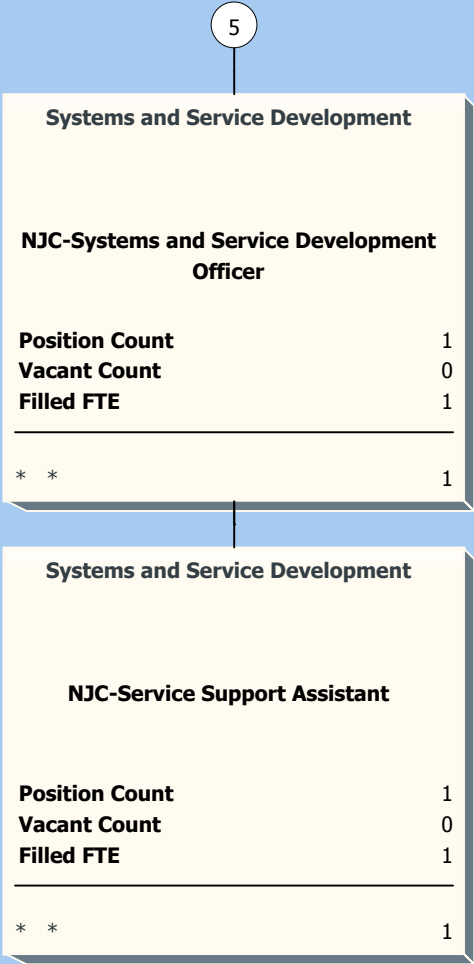 5
Systems and Service Development
NJC-Systems and Service Development
Officer
Position Count 1
Vacant Count 0
Filled FTE 1
* * 1
Systems and Service Development
NJC-Service Support Assistant
Position Count 1
Vacant Count 0
Filled FTE 1
* * 1